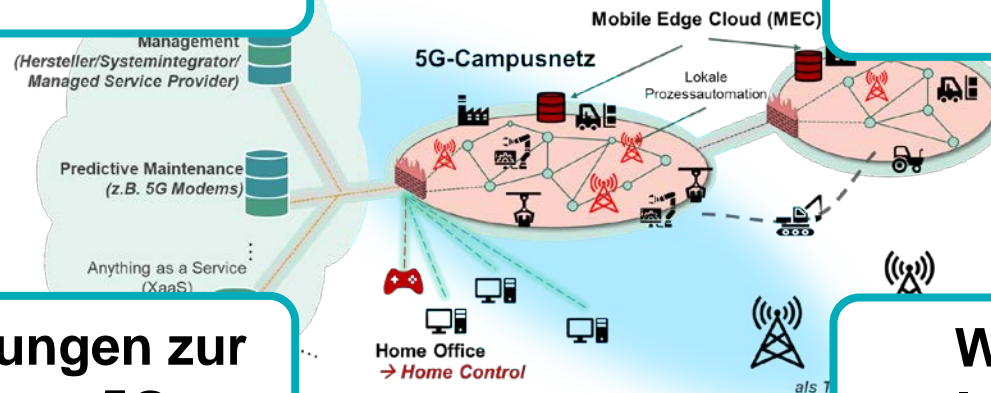 Mobile Edge Cloud (MEC)
Management
(Hersteller/Systemintegrator/
Managed Service Provider)
5G-Campusnetz
Lokale
Prozessautomation
Predictive Maintenance
(z.B. 5G Modems)
Anything as a Service
(XaaS)
Home Office
→ Home Control
ungen zur
als